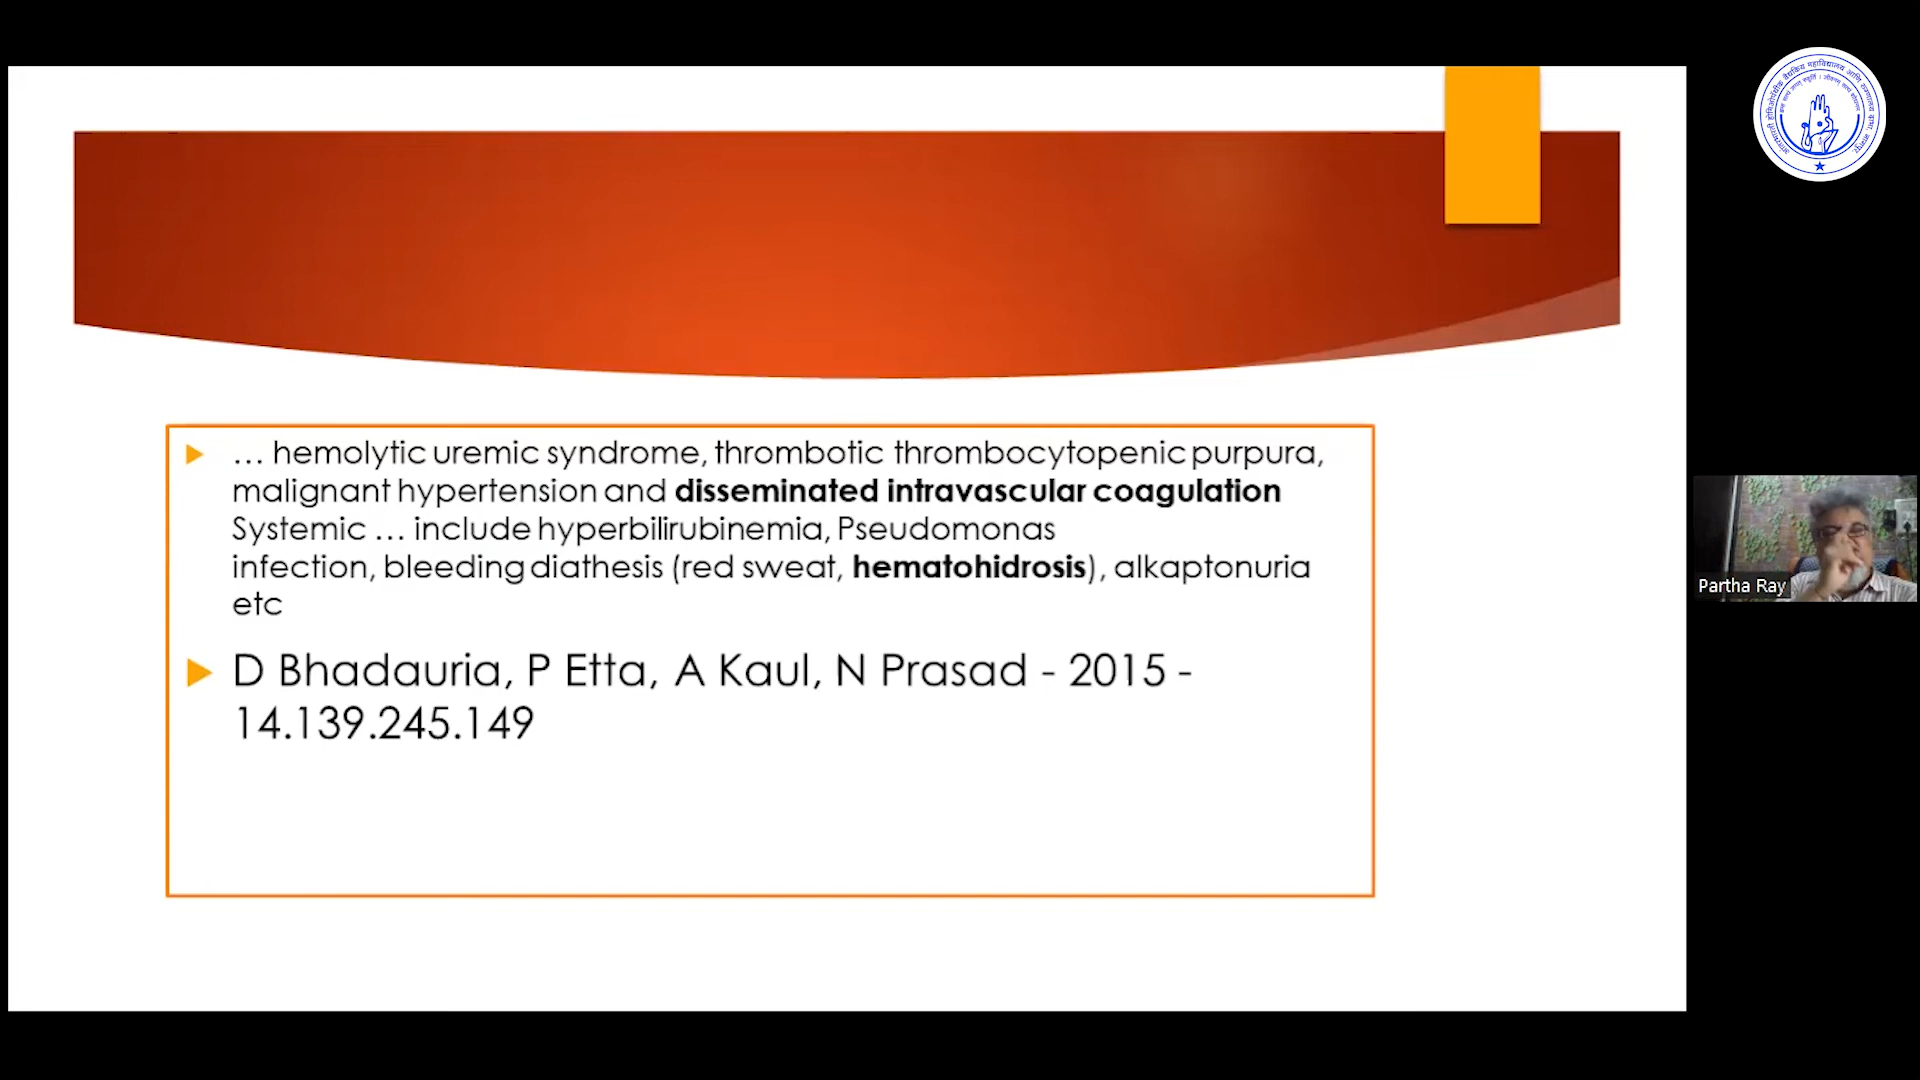 … hemolytic uremic syndrome, thrombotic thrombocytopenic purpura,
malignant hypertension and disseminated intravascular coagulation
Systemic … include hyperbilirubinemia, Pseudomonas
infection, bleeding diathesis (red sweat, hematohidrosis), alkaptonuria
etc
D Bhadauria, P Etta, A Kaul, N Prasad - 2015 -
14.139.245.149
Partha Ray